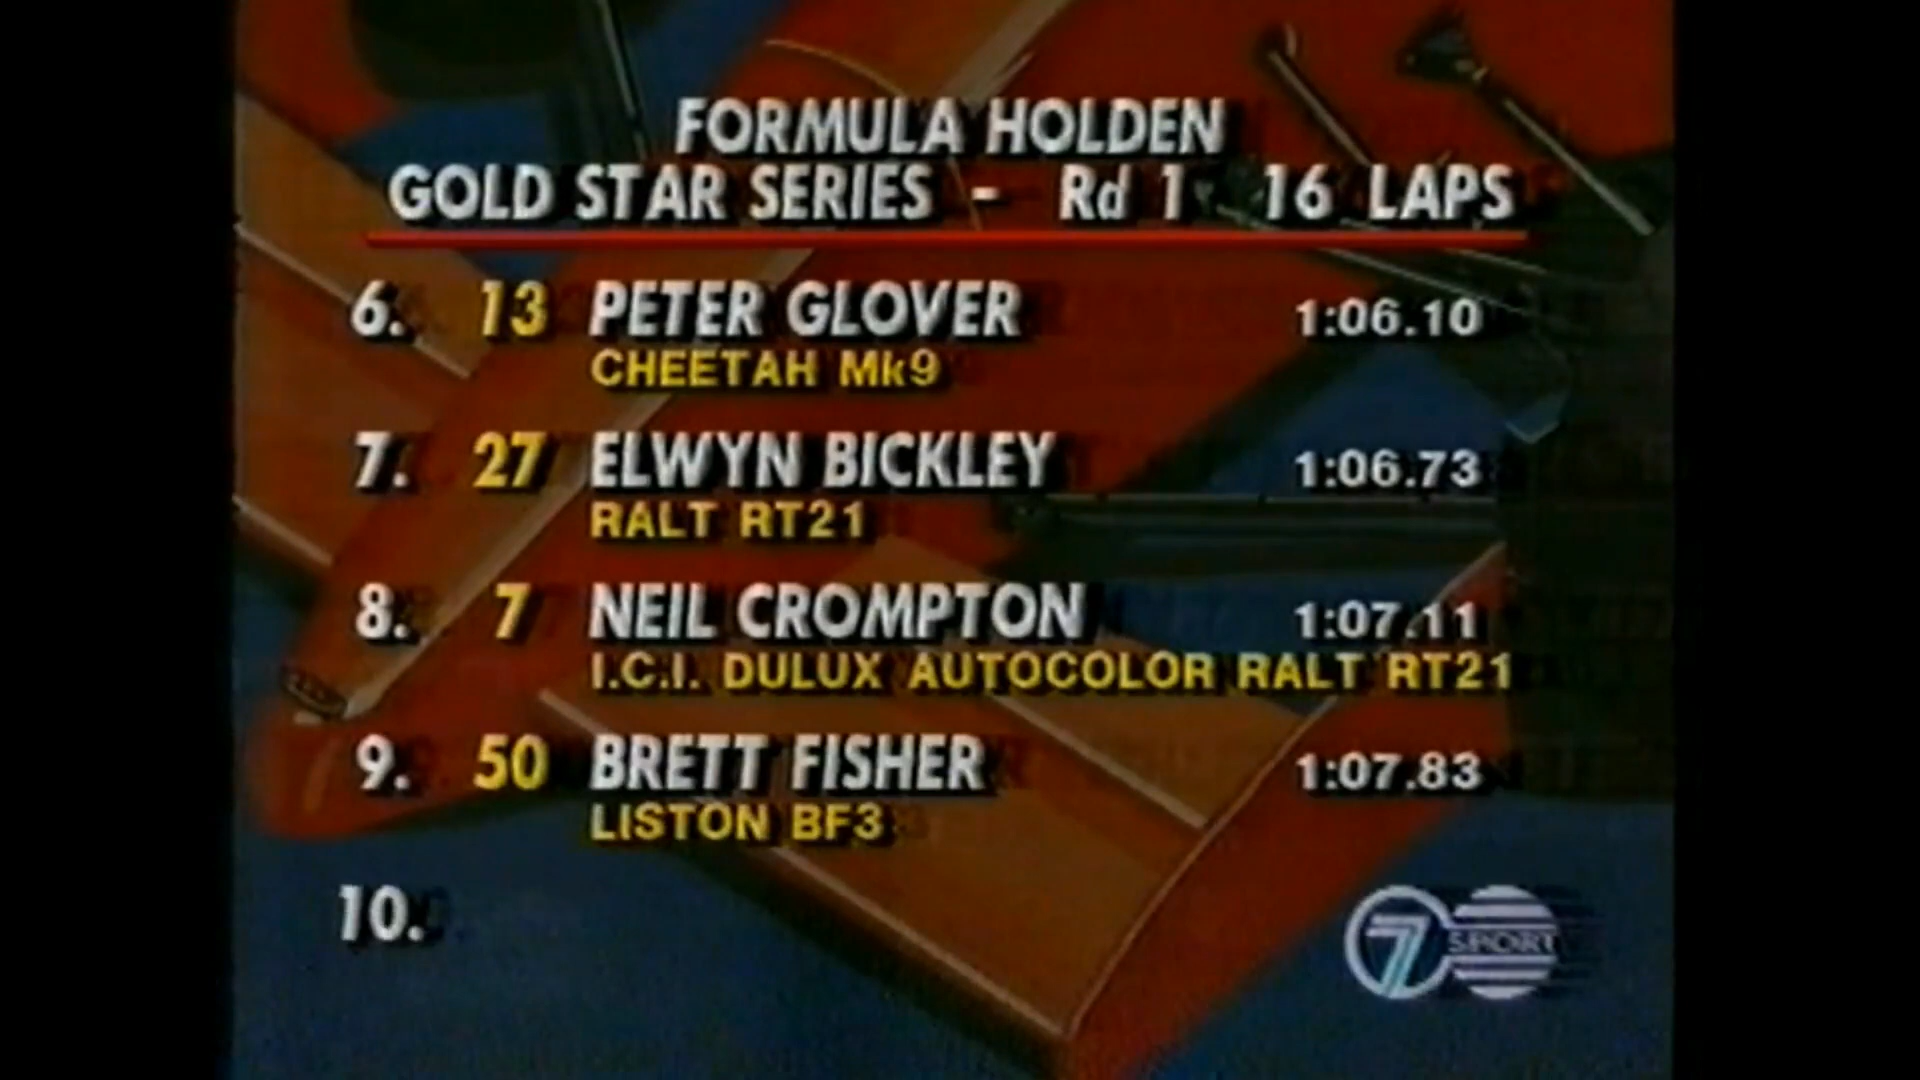 FORMULA HOLDEN
GOLD STAR SERIES - Rd 1 16 LAPS
6. 13 PETER GLOVER 1:06.10
CHEETAH Mk9
7. 27 ELWYN BICKLEY 1:06.73
RALT RT21
8. 7 NEIL CROMPTON 1:07.11
I.C.I. DULUX AUTOCOLOR RALT RT21
9. 50 BRETT FISHER 1:07.83
LISTON BF3
10.
7 SPORT